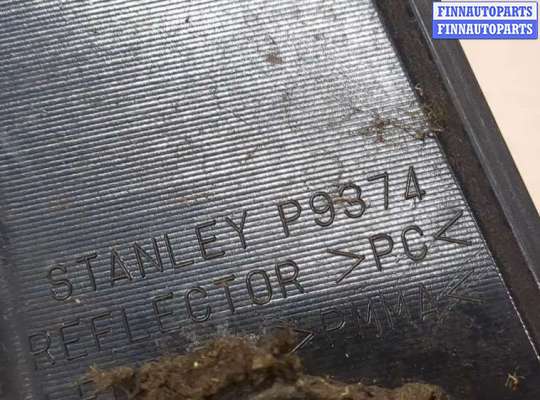 FINNAUTOPARTS
FINNAUTOPARTS
STANLEY P9374
REFLECTOR >PC<
>PMMA<